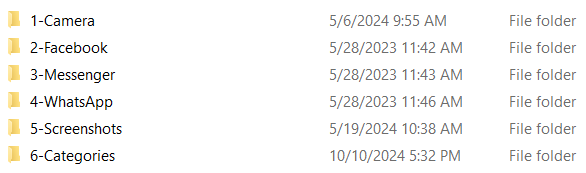 1-Camera 5/6/2024 9:55 AM File folder
2-Facebook 5/28/2023 11:42 AM File folder
3-Messenger 5/28/2023 11:43 AM File folder
4-WhatsApp 5/28/2023 11:46 AM File folder
5-Screenshots 5/19/2024 10:38 AM File folder
6-Categories 10/10/2024 5:32 PM File folder